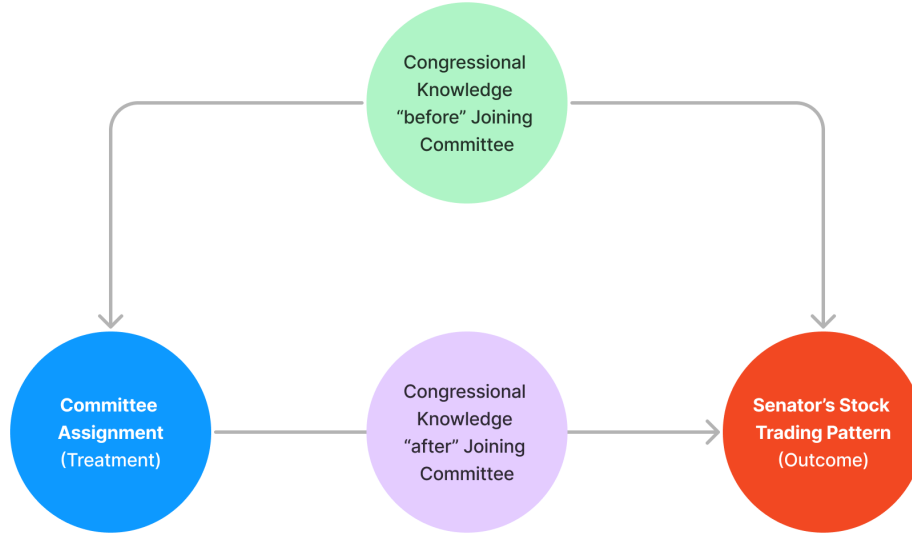 Congressional
Knowledge
“before” Joining
Committee
Committee
Assignment
(Treatment)
Congressional
Knowledge
“after” Joining
Committee
Senator’s Stock
Trading Pattern
(Outcome)